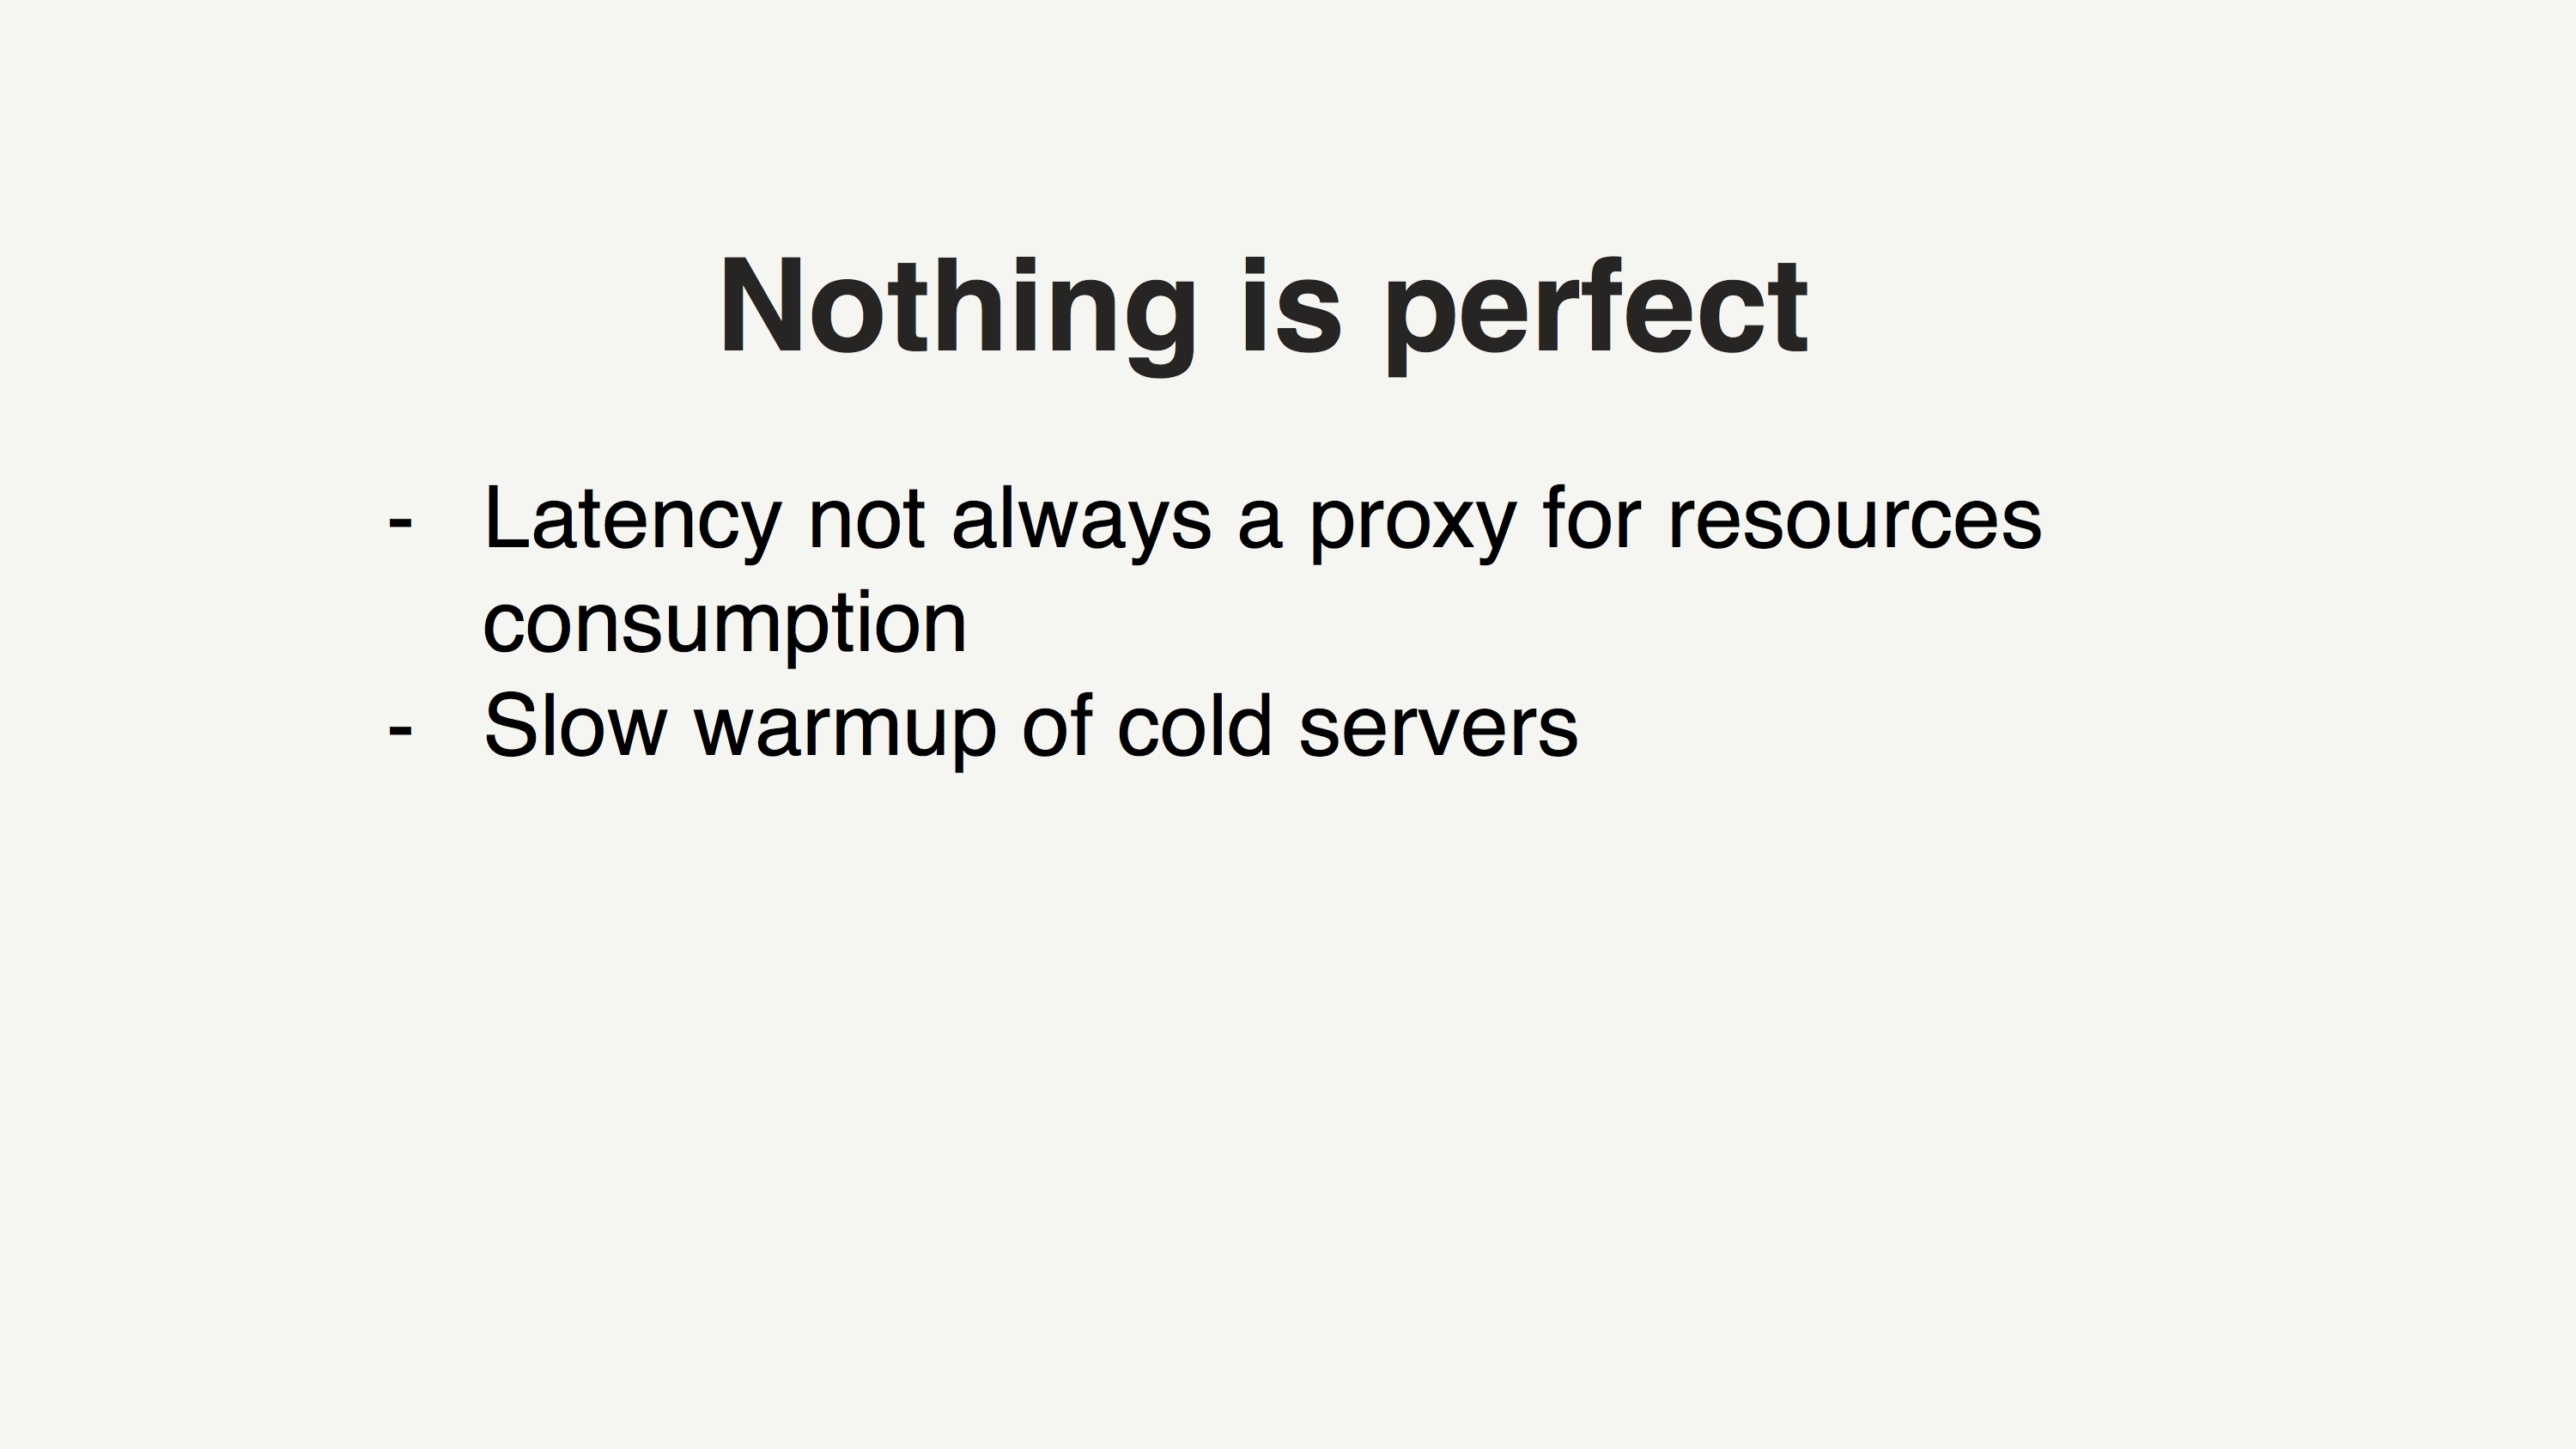 Nothing is perfect
- Latency not always a proxy for resources
consumption
- Slow warmup of cold servers